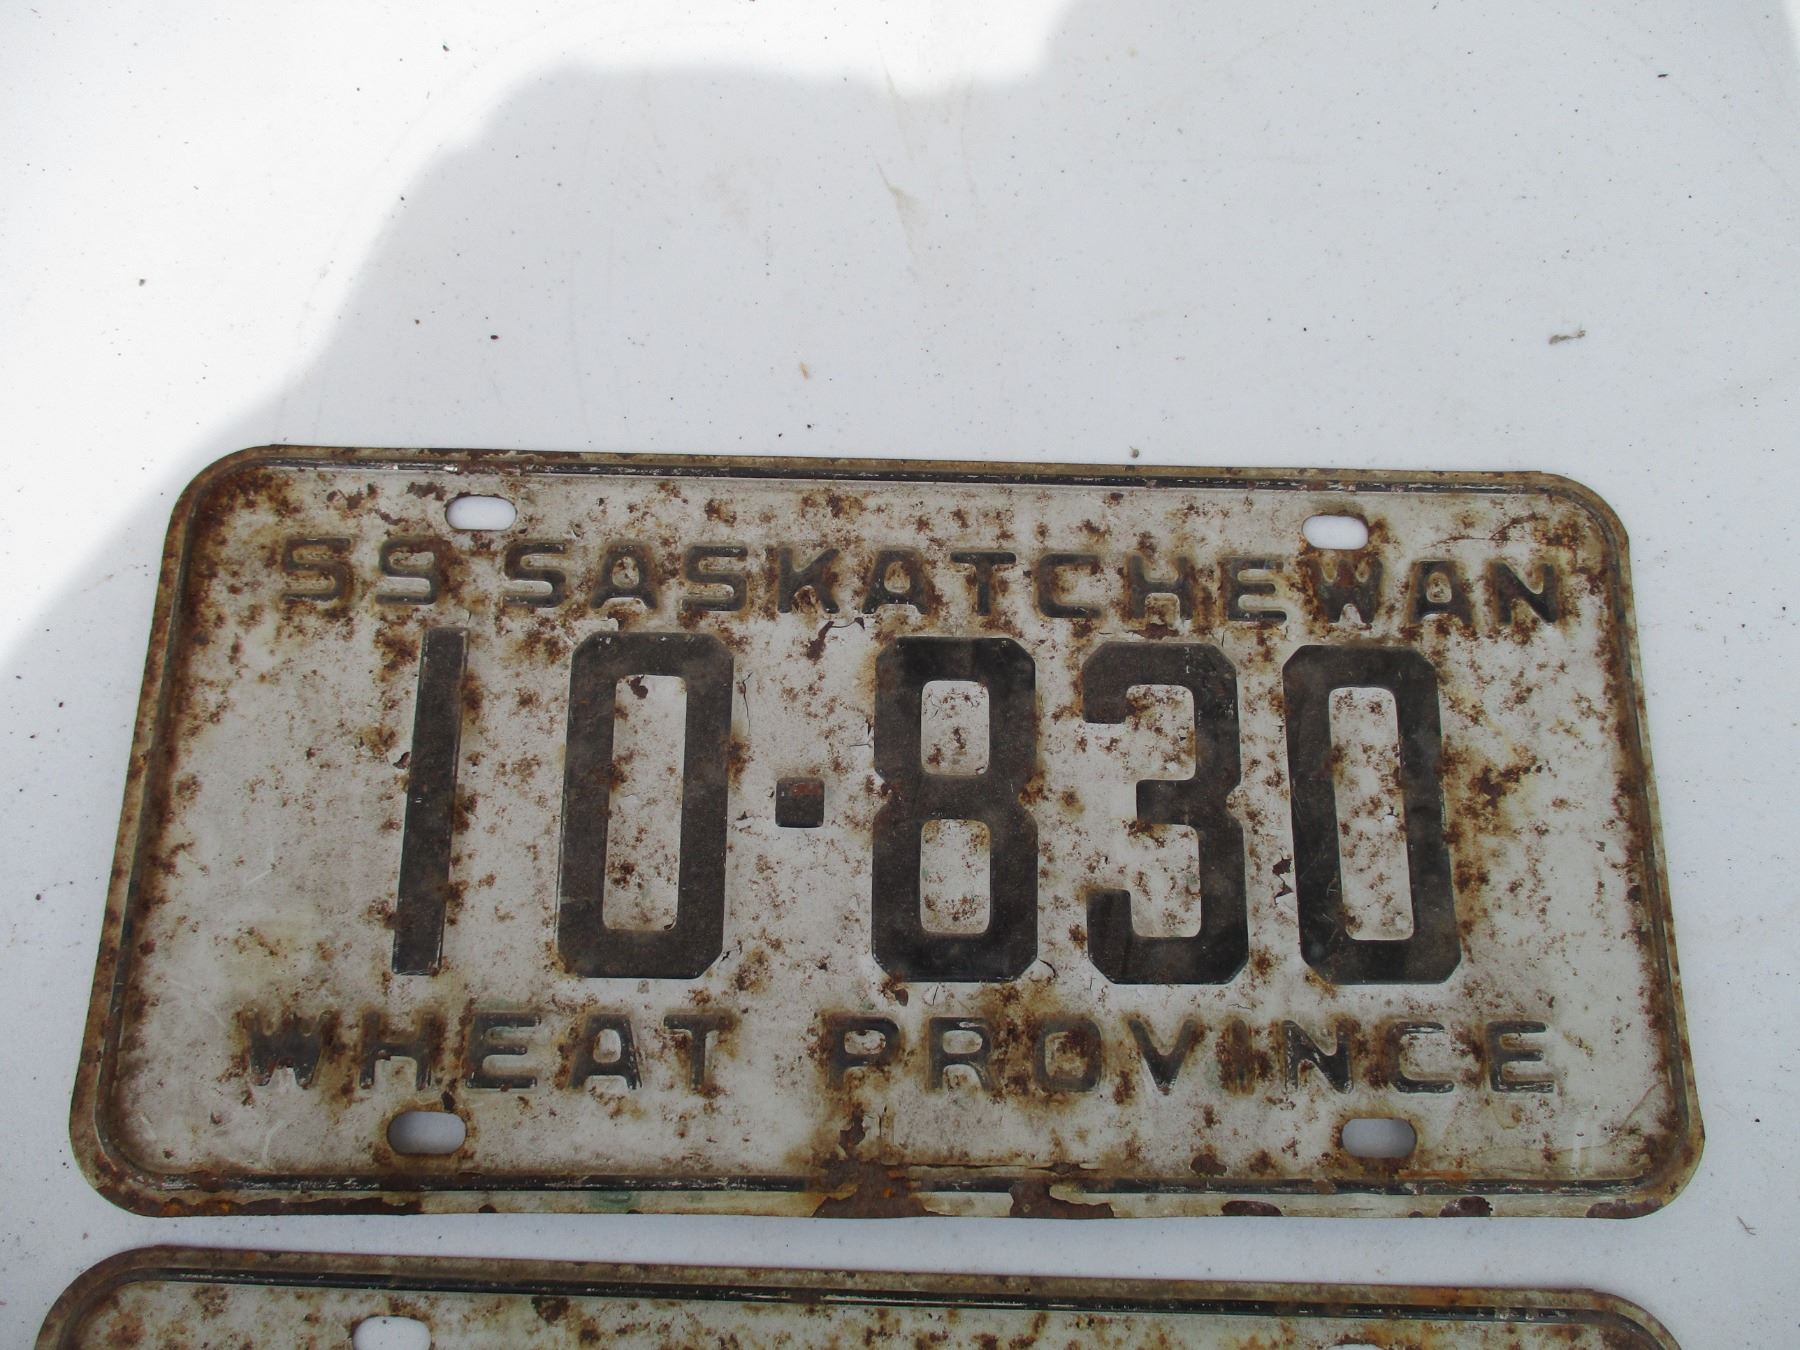 59 SASKATCHEWAN
10-830
WHEAT PROVINCE